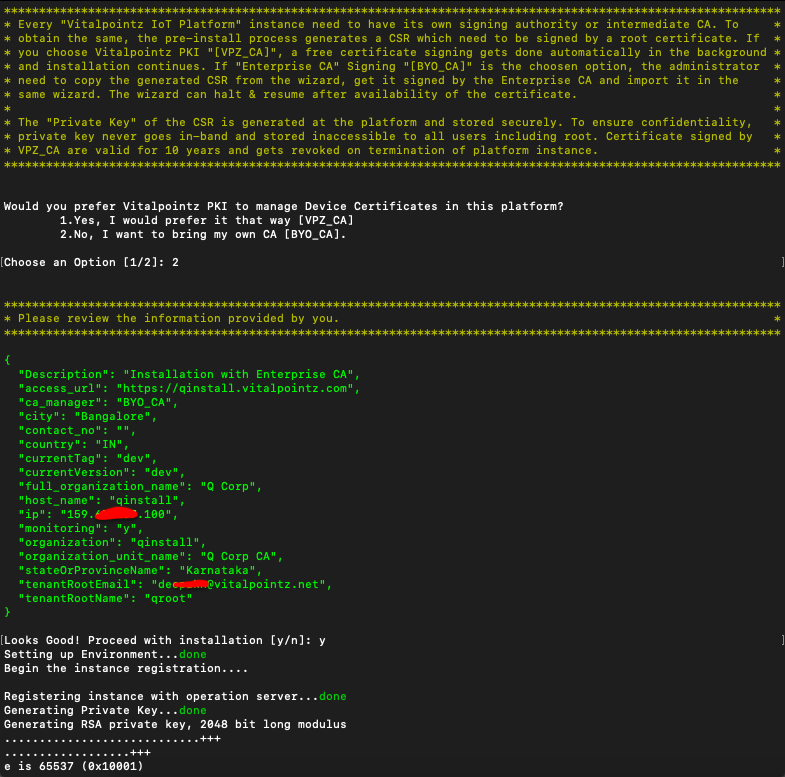 ***************************************************************************************************************
* Every "Vitalpointz IoT Platform" instance need to have its own signing authority or intermediate CA. To     *
* obtain the same, the pre-install process generates a CSR which need to be signed by a root certificate. If  *
* you choose Vitalpointz PKI "[VPZ_CA]", a free certificate signing gets done automatically in the background *
* and installation continues. If "Enterprise CA" Signing "[BYO_CA]" is the choosen option, the administrator  *
* need to copy the generated CSR from the wizard, get it signed by the Enterprise CA and import it in the     *
* same wizard. The wizard can halt & resume after availability of the certificate.                            *
*                                                                                                             *
* The "Private Key" of the CSR is generated at the platform and stored securely. To ensure confidentiality,   *
* private key never goes in-band and stored inaccessible to all users including root. Certificate signed by   *
* VPZ_CA are valid for 10 years and gets revoked on termination of platform instance.                         *
***************************************************************************************************************
Would you prefer Vitalpointz PKI to manage Device Certificates in this platform?
        1.Yes, I would prefer it that way [VPZ_CA]
        2.No, I want to bring my own CA [BYO_CA].
[Choose an Option [1/2]: 2 ]
***************************************************************************************************************
* Please review the information provided by you.                                                              *
***************************************************************************************************************
{
  "Description": "Installation with Enterprise CA",
  "access_url": "https://qinstall.vitalpointz.com",
  "ca_manager": "BYO_CA",
  "city": "Bangalore",
  "contact_no": "",
  "country": "IN",
  "currentTag": "dev",
  "currentVersion": "dev",
  "full_organization_name": "Q Corp",
  "host_name": "qinstall",
  "ip": "159. .100",
  "monitoring": "y",
  "organization": "qinstall",
  "organization_unit_name": "Q Corp CA",
  "stateOrProvinceName": "Karnataka",
  "tenantRootEmail": "@vitalpointz.net",
  "tenantRootName": "qroot"
}
[Looks Good! Proceed with installation [y/n]: y ]
Setting up Environment...done
Begin the instance registration....
Registering instance with operation server...done
Generating Private Key...done
Generating RSA private key, 2048 bit long modulus
............................+++
..................+++
e is 65537 (0x10001)